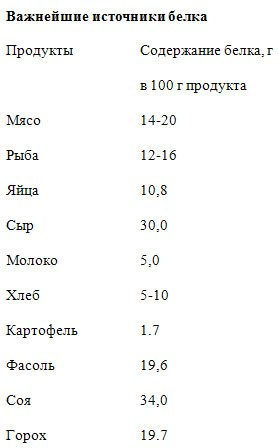 Важнейшие источники белка
Продукты Содержание белка, г
в 100 г продукта
Мясо 14-20
Рыба 12-16
Яйца 10,8
Сыр 30,0
Молоко 5,0
Хлеб 5-10
Картофель 1.7
Фасоль 19,6
Соя 34,0
Горох 19.7